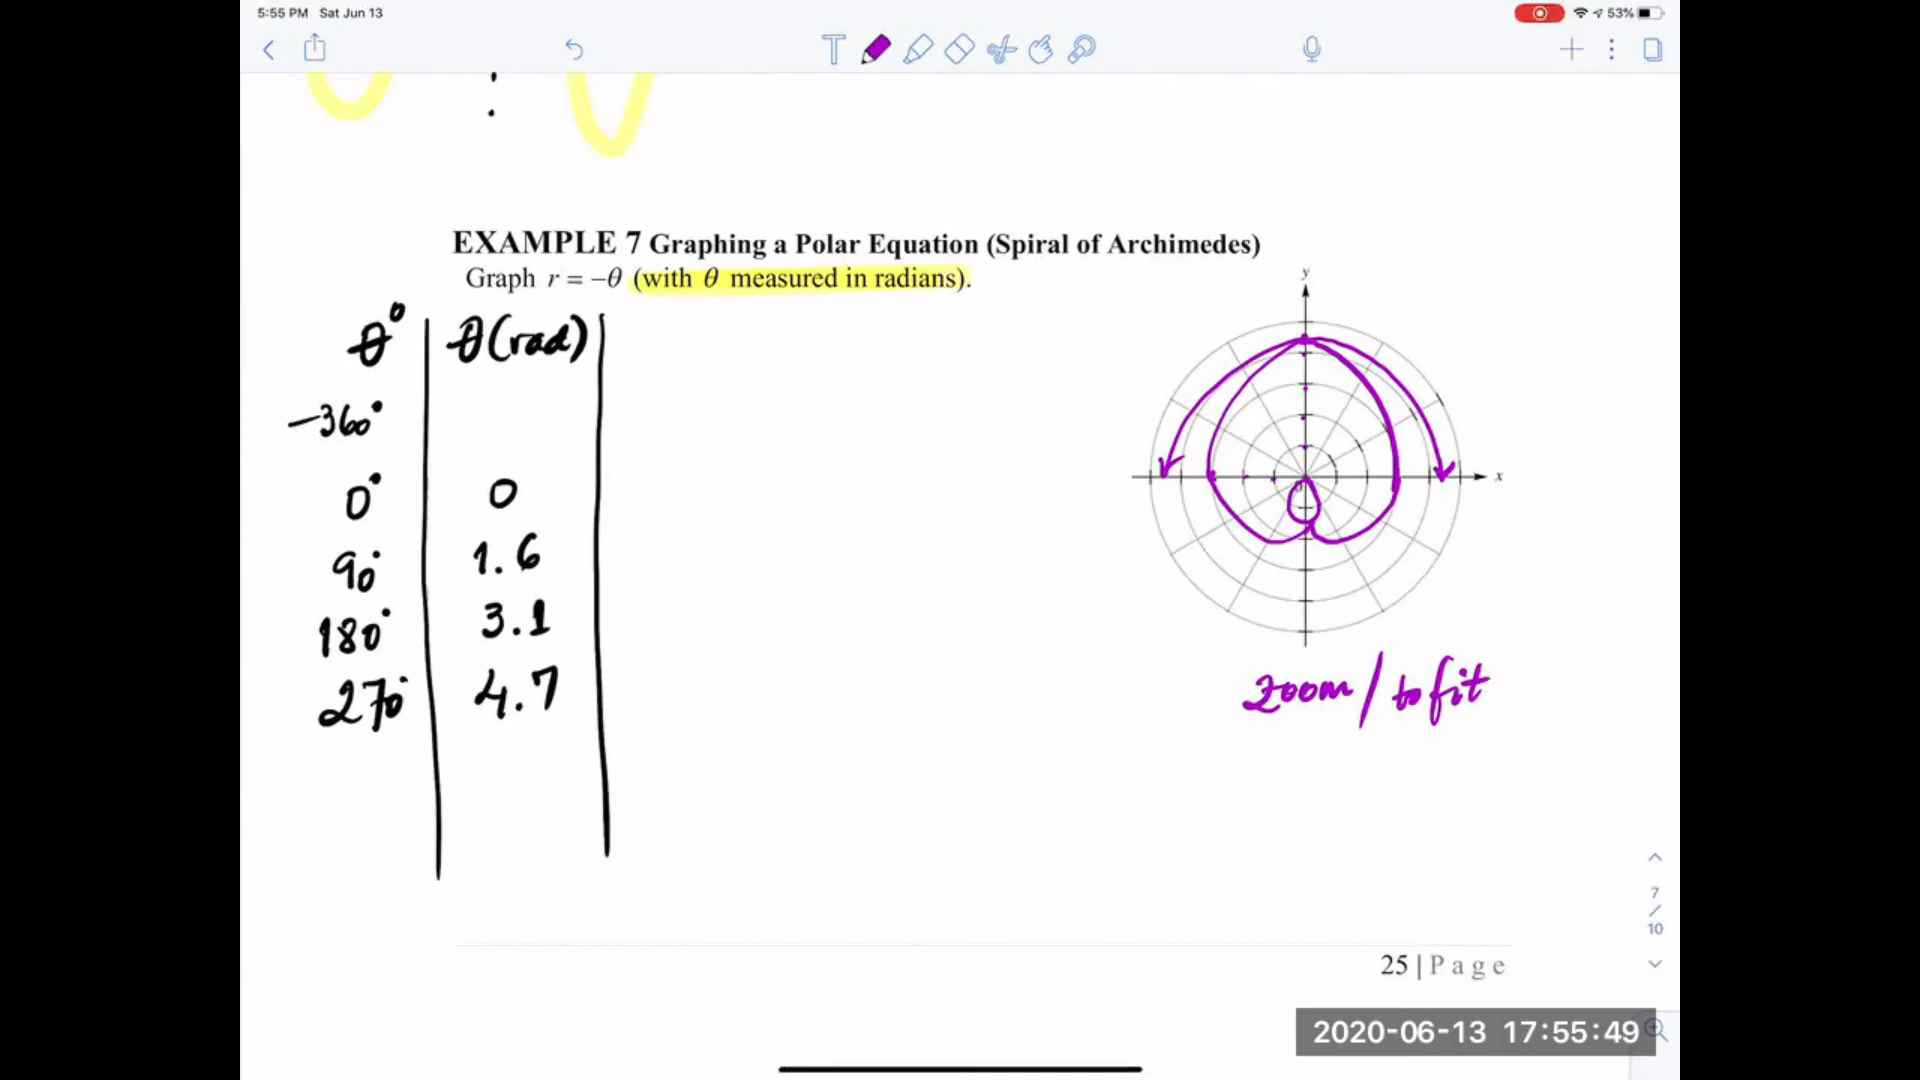 5:55 PM Sat Jun 13
53%
T
EXAMPLE 7 Graphing a Polar Equation (Spiral of Archimedes)
Graph r = −θ (with θ measured in radians).
θ° θ(rad)
−360°
0° 0
90° 1.6
180° 3.1
270° 4.7
y
x
zoom/to fit
7
/
10
25 | Page
2020-06-13 17:55:49